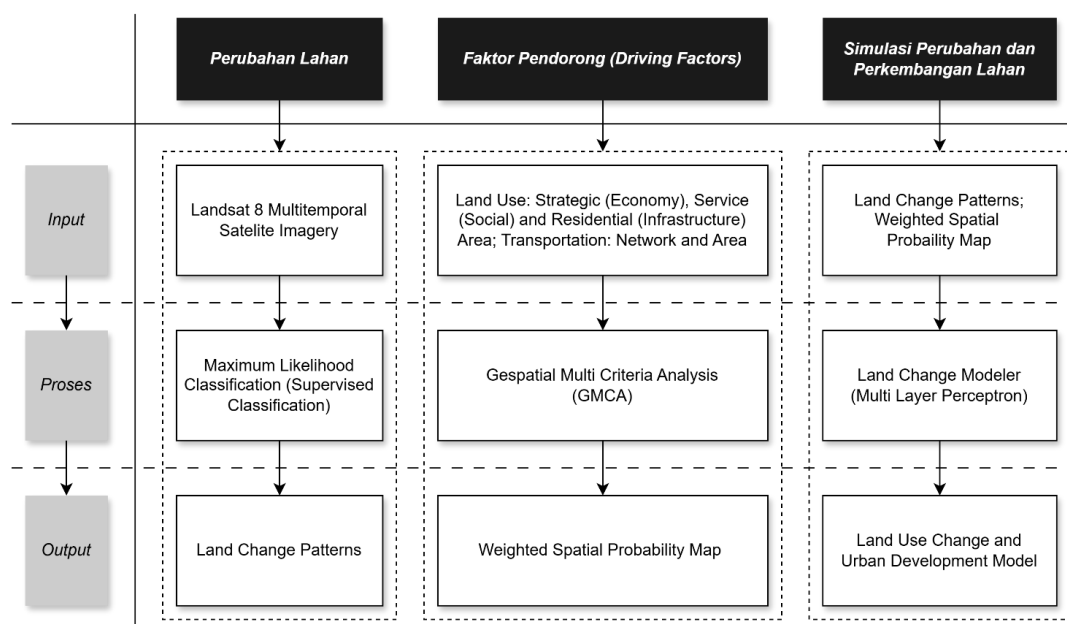 Perubahan Lahan
Faktor Pendorong (Driving Factors)
Simulasi Perubahan dan
Perkembangan Lahan
Input
Landsat 8 Multitemporal
Satelite Imagery
Land Use: Strategic (Economy), Service
(Social) and Residential (Infrastructure)
Area; Transportation: Network and Area
Land Change Patterns;
Weighted Spatial
Probaility Map
Proses
Maximum Likelihood
Classification (Supervised
Classification)
Gespatial Multi Criteria Analysis
(GMCA)
Land Change Modeler
(Multi Layer Perceptron)
Output
Land Change Patterns
Weighted Spatial Probability Map
Land Use Change and
Urban Development Model